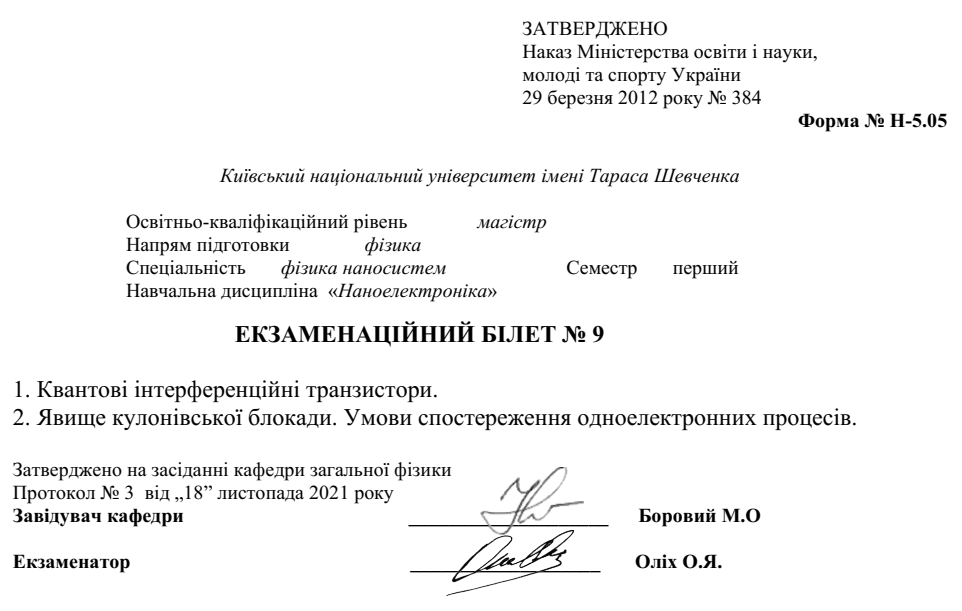 ЗАТВЕРДЖЕНО
Наказ Міністерства освіти і науки,
молоді та спорту України
29 березня 2012 року № 384
Форма № Н-5.05
Київський національний університет імені Тараса Шевченка
Освітньо-кваліфікаційний рівень магістр
Напрям підготовки фізика
Спеціальність фізика наносистем Семестр перший
Навчальна дисципліна «Наноелектроніка»
ЕКЗАМЕНАЦІЙНИЙ БІЛЕТ № 9
1. Квантові інтерференційні транзистори.
2. Явище кулонівської блокади. Умови спостереження одноелектронних процесів.
Затверджено на засіданні кафедри загальної фізики
Протокол № 3 від „18” листопада 2021 року
Завідувач кафедри ____________________ Боровий М.О
Екзаменатор ____________________ Оліх О.Я.